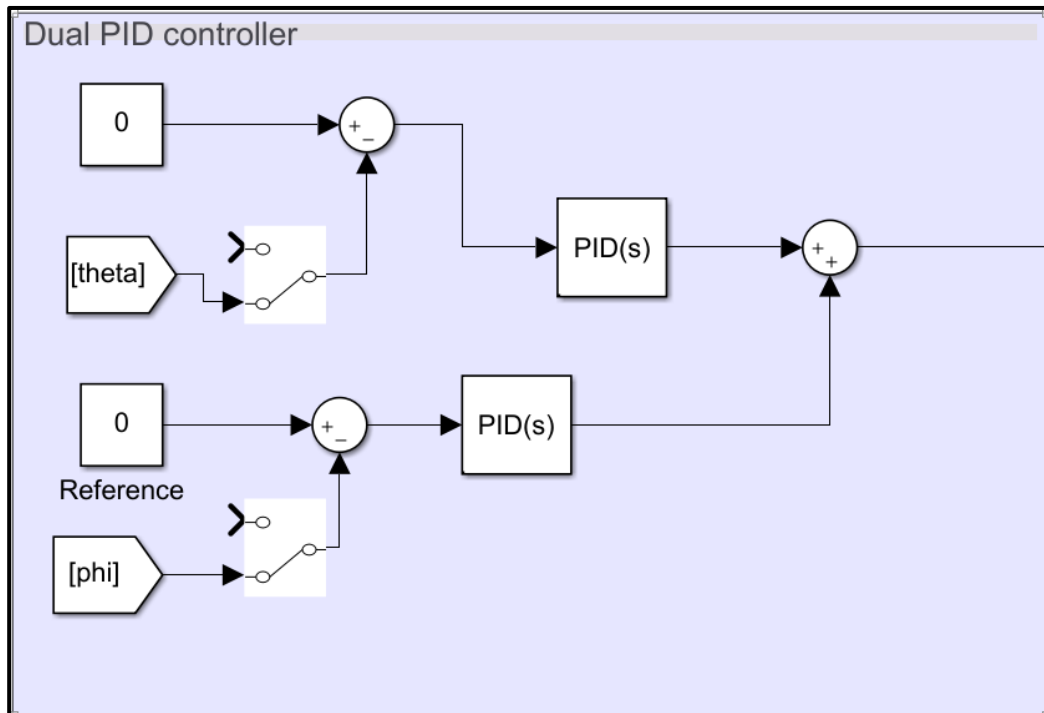 Dual PID controller
0
+
−
[theta]
PID(s)
+
+
0
+
−
PID(s)
Reference
[phi]